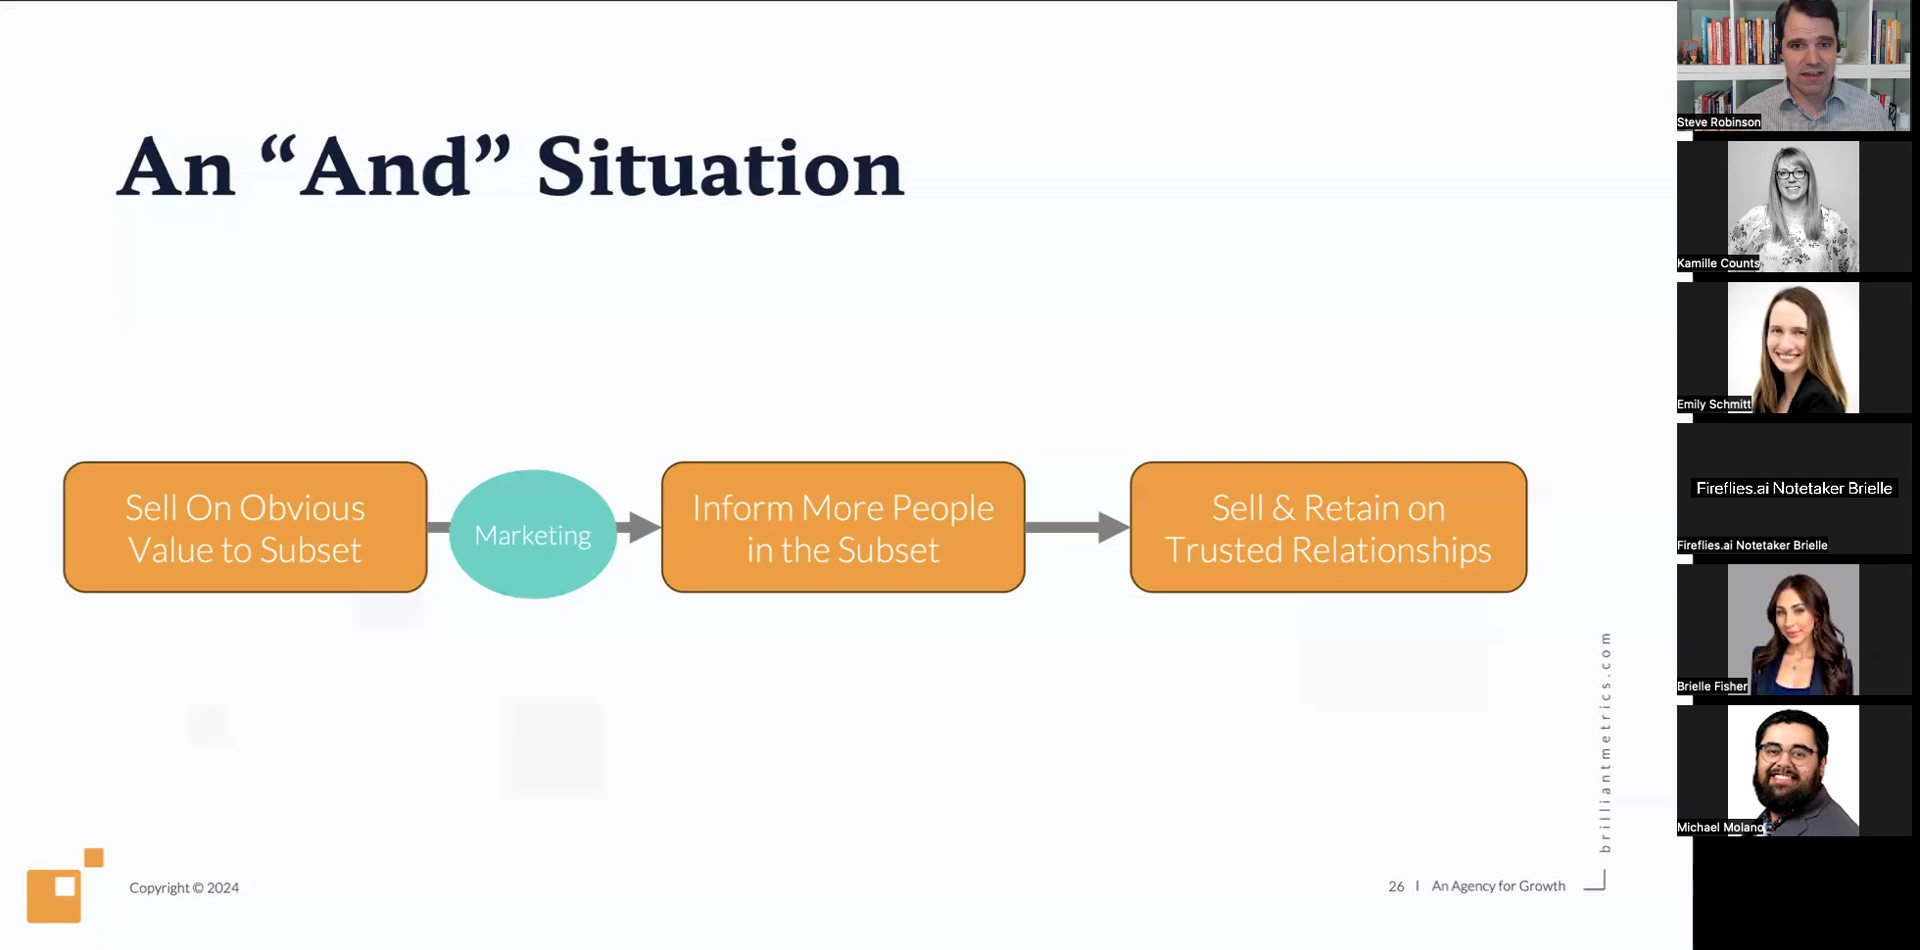 An “And” Situation
Sell On Obvious
Value to Subset
Marketing
Inform More People
in the Subset
Sell & Retain on
Trusted Relationships
brilliantmetrics.com
Copyright © 2024
26 | An Agency for Growth
Steve Robinson
Kamille Counts
Emily Schmitt
Fireflies.ai Notetaker Brielle
Fireflies.ai Notetaker Brielle
Brielle Fisher
Michael Molano